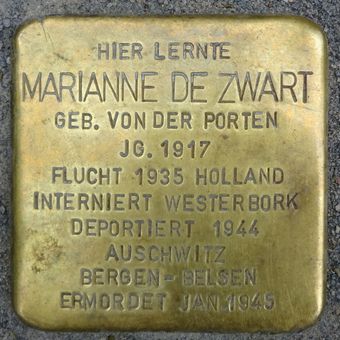 HIER LERNTE
MARIANNE DE ZWART
GEB. VON DER PORTEN
JG. 1917
FLUCHT 1935 HOLLAND
INTERNIERT WESTERBORK
DEPORTIERT 1944
AUSCHWITZ
BERGEN-BELSEN
ERMORDET JAN. 1945